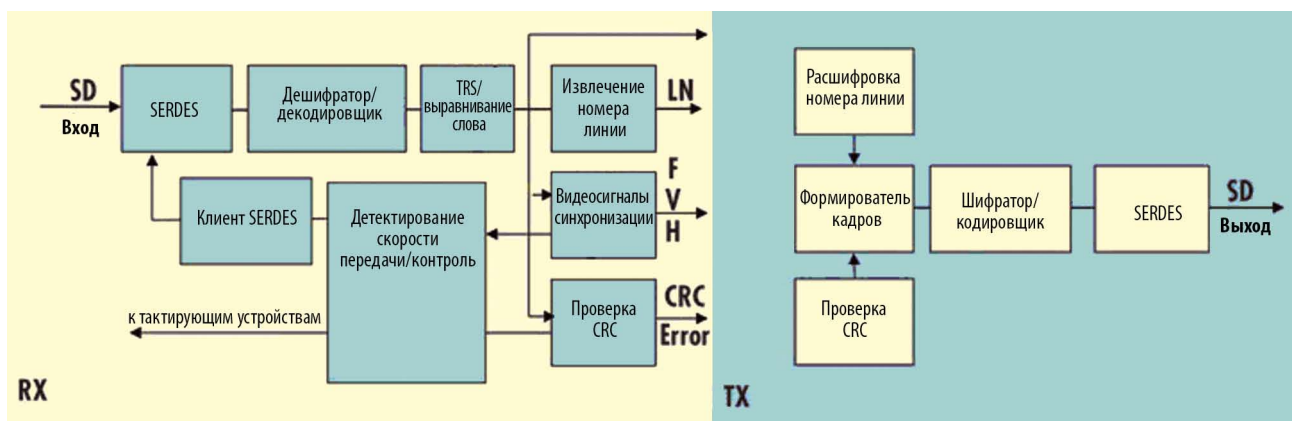 SD
Вход
SERDES
Дешифратор/
декодировщик
TRS/
выравнивание
слова
Извлечение
номера
линии
LN
Клиент SERDES
Детектирование
скорости
передачи/контроль
Видеосигналы
синхронизации
F
V
H
к тактирующим устройствам
Проверка
CRC
CRC
Error
RX
Расшифровка
номера линии
Формирователь
кадров
Шифратор/
кодировщик
SERDES
SD
Выход
Проверка
CRC
TX